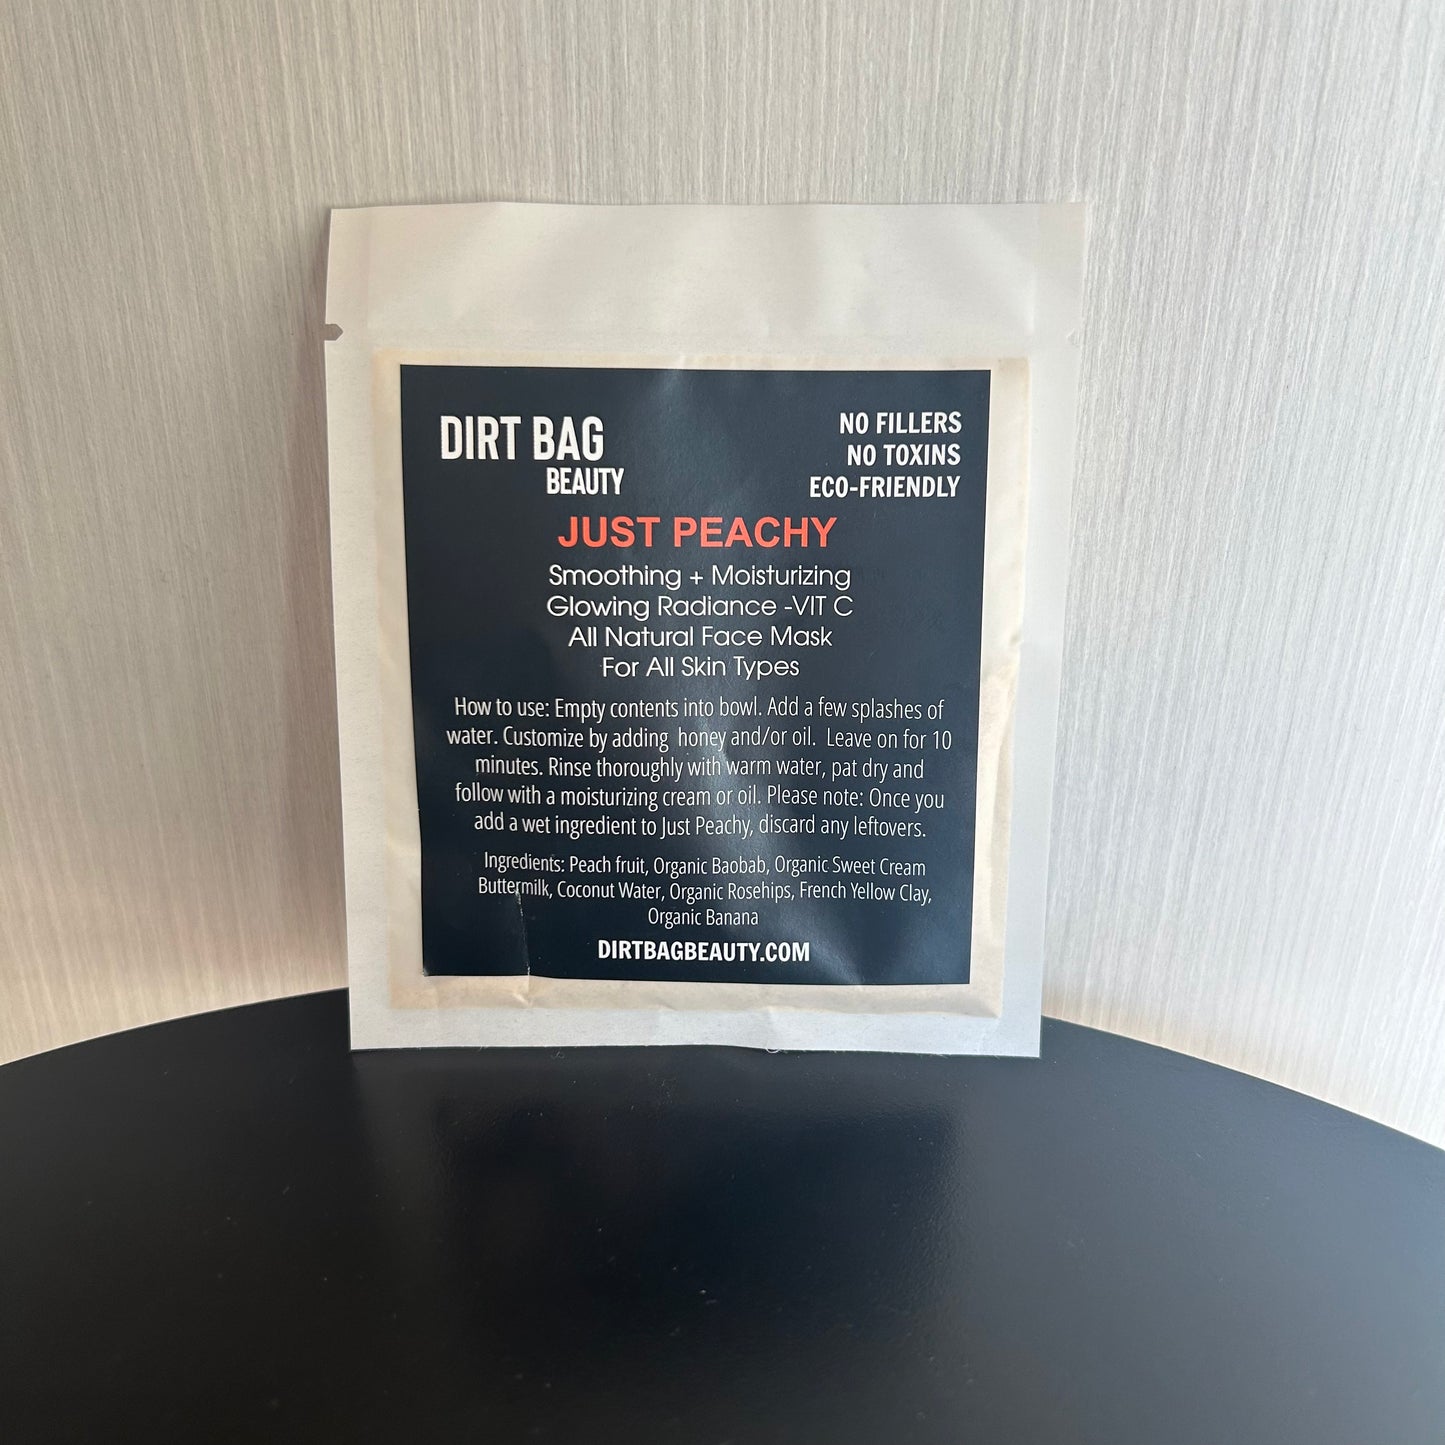 DIRT BAG
BEAUTY
NO FILLERS
NO TOXINS
ECO-FRIENDLY
JUST PEACHY
Smoothing + Moisturizing
Glowing Radiance -VIT C
All Natural Face Mask
For All Skin Types
How to use: Empty contents into bowl. Add a few splashes of
water. Customize by adding honey and/or oil. Leave on for 10
minutes. Rinse thoroughly with warm water, pat dry and
follow with a moisturizing cream or oil. Please note: Once you
add a wet ingredient to Just Peachy, discard any leftovers.
Ingredients: Peach fruit, Organic Baobab, Organic Sweet Cream
Buttermilk, Coconut Water, Organic Rosehips, French Yellow Clay,
Organic Banana
DIRTBAGBEAUTY.COM